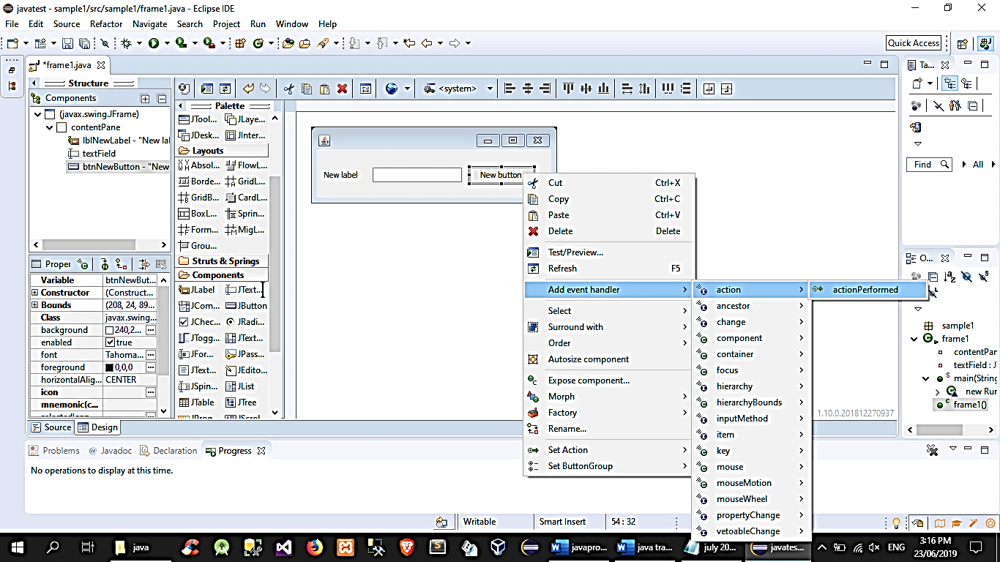 javatest - sample1/src/sample1/frame1.java - Eclipse IDE
File Edit Source Refactor Navigate Search Project Run Window Help
Quick Access
*frame1.java
Structure
Components
(javax.swing.JFrame)
contentPane
lblNewLabel - "New lal
textField
btnNewButton - "New
Proper
Variable btnNewBut...
Constructor (Construct...
Bounds (208, 24, 89...
Class javax.swing...
background 240,2... ...
enabled true
font Tahoma... ...
foreground 0,0,0 ...
horizontalAlig... CENTER
icon ...
mnemonic(c...
Source Design
<system>
Palette
JTool... JLaye...
JDesk... JInter...
Layouts
Absol... FlowL...
Borde... GridL...
GridB... CardL...
BoxL... Sprin...
Form... MigL...
Grou...
Struts & Springs
Components
JLabel JText...
JCom... JButton
JChec... JRadi...
JTogg... JText...
JFor... JPass...
JText... JEdito...
JSpin... JList
JTable JTree
JProg... JScrol...
New label
New button
Cut Ctrl+X
Copy Ctrl+C
Paste Ctrl+V
Delete Delete
Test/Preview...
Refresh F5
Add event handler
Select
Surround with
Order
Autosize component
Expose component...
Morph
Factory
Rename...
Set Action
Set ButtonGroup
action
ancestor
change
component
container
focus
hierarchy
hierarchyBounds
inputMethod
item
key
mouse
mouseMotion
mouseWheel
propertyChange
vetoableChange
actionPerformed
1.10.0.201812270937
Ta...
Find All
O...
sample1
frame1
contentPan
textField : J
main(String
new Rur
frame1()
Problems @ Javadoc Declaration Progress
No operations to display at this time.
Writable Smart Insert 54 : 32
java
javapro...
java tra...
july 20...
javates...
ENG
3:16 PM
23/06/2019